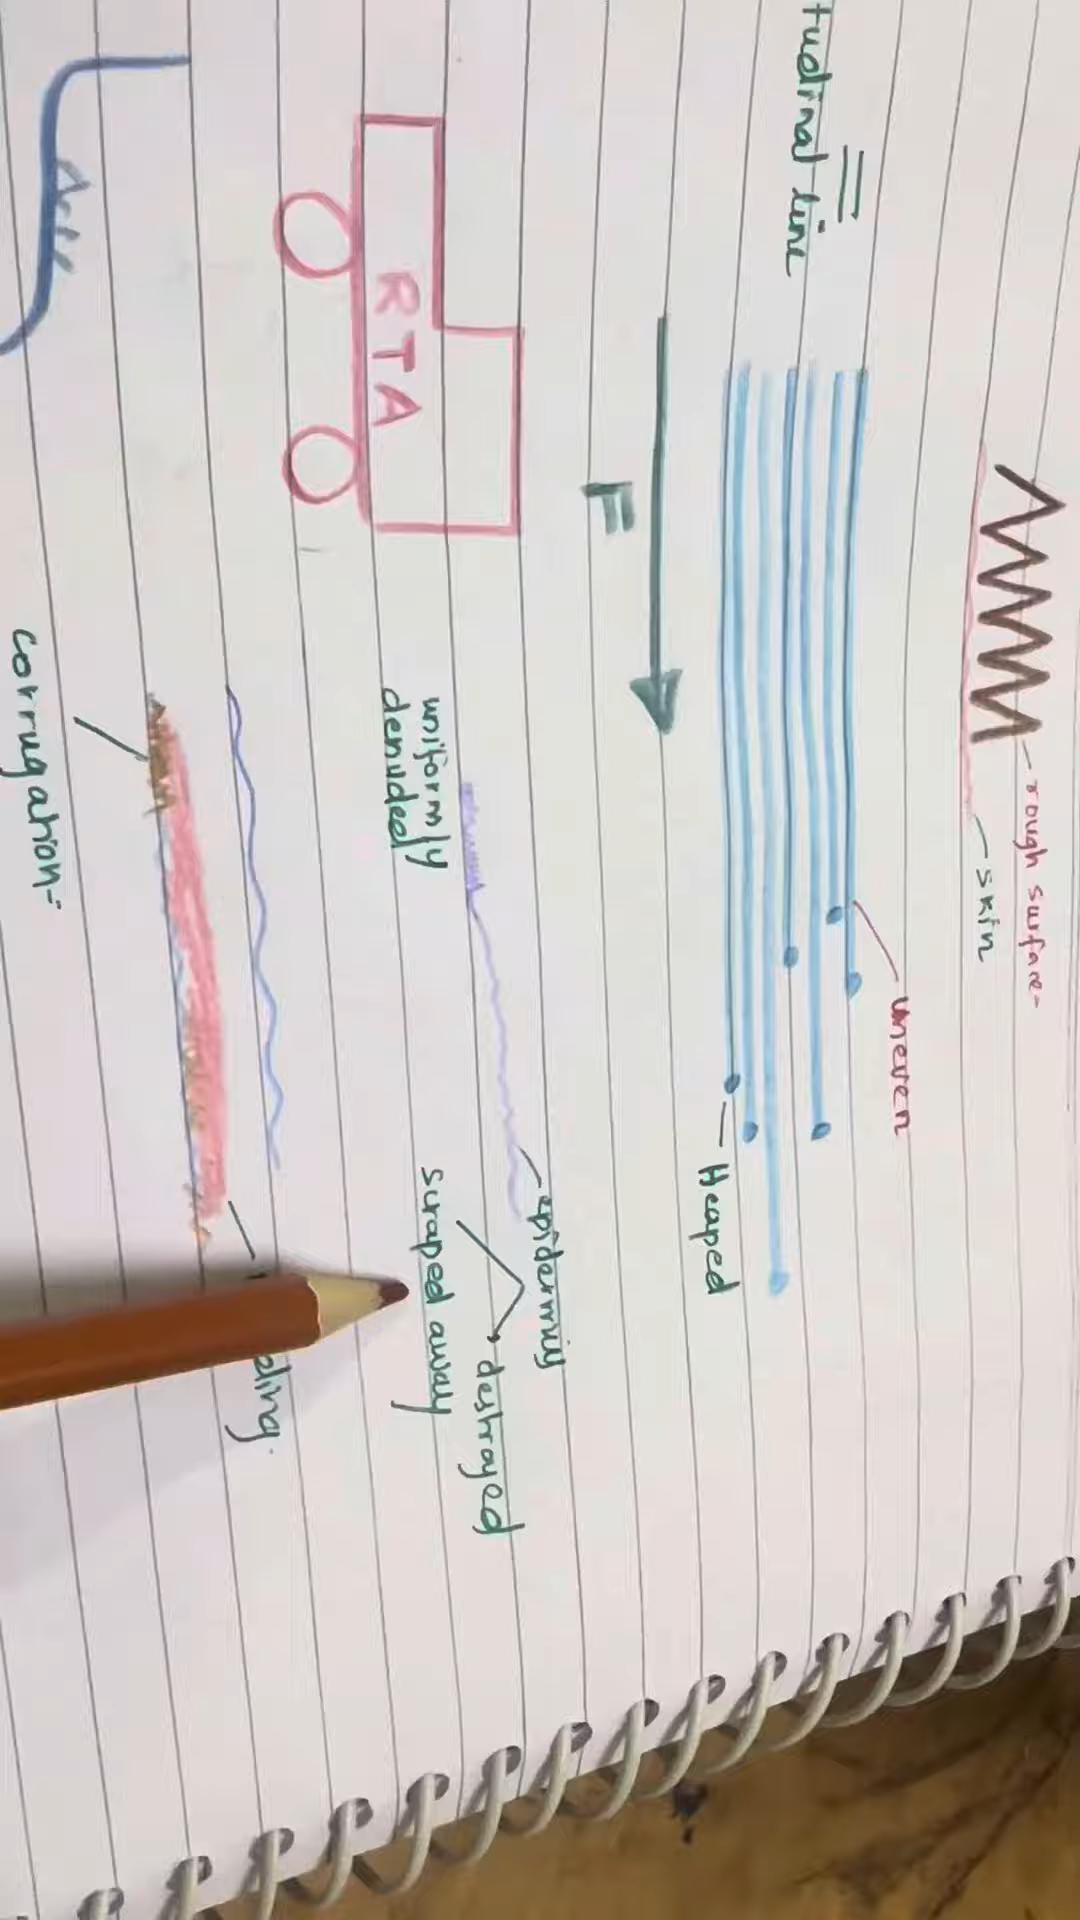 rough surface-
skin
uneven
tudinal line
Heaped
F
epidermis
destroyed
uniformly
denuded
scraped away
RTA
corrugation-